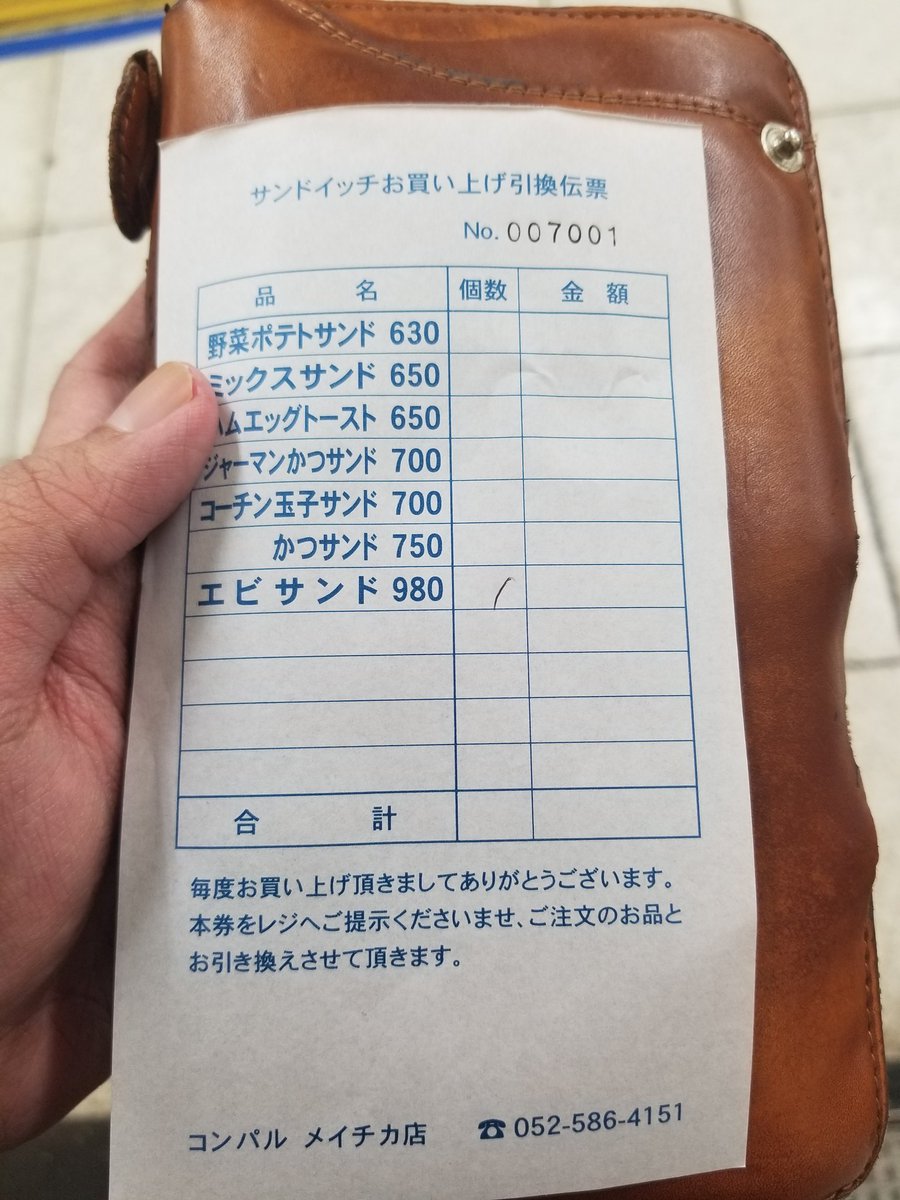 サンドイッチお買い上げ引換伝票
No. 007001
品 名 個数 金 額
野菜ポテトサンド 630
ミックスサンド 650
ハムエッグトースト 650
ジャーマンかつサンド 700
コーチン玉子サンド 700
かつサンド 750
エビサンド 980 /
合 計
毎度お買い上げ頂きましてありがとうございます。
本券をレジへご提示くださいませ、ご注文のお品と
お引き換えさせて頂きます。
コンパル メイチカ店 ☎ 052-586-4151